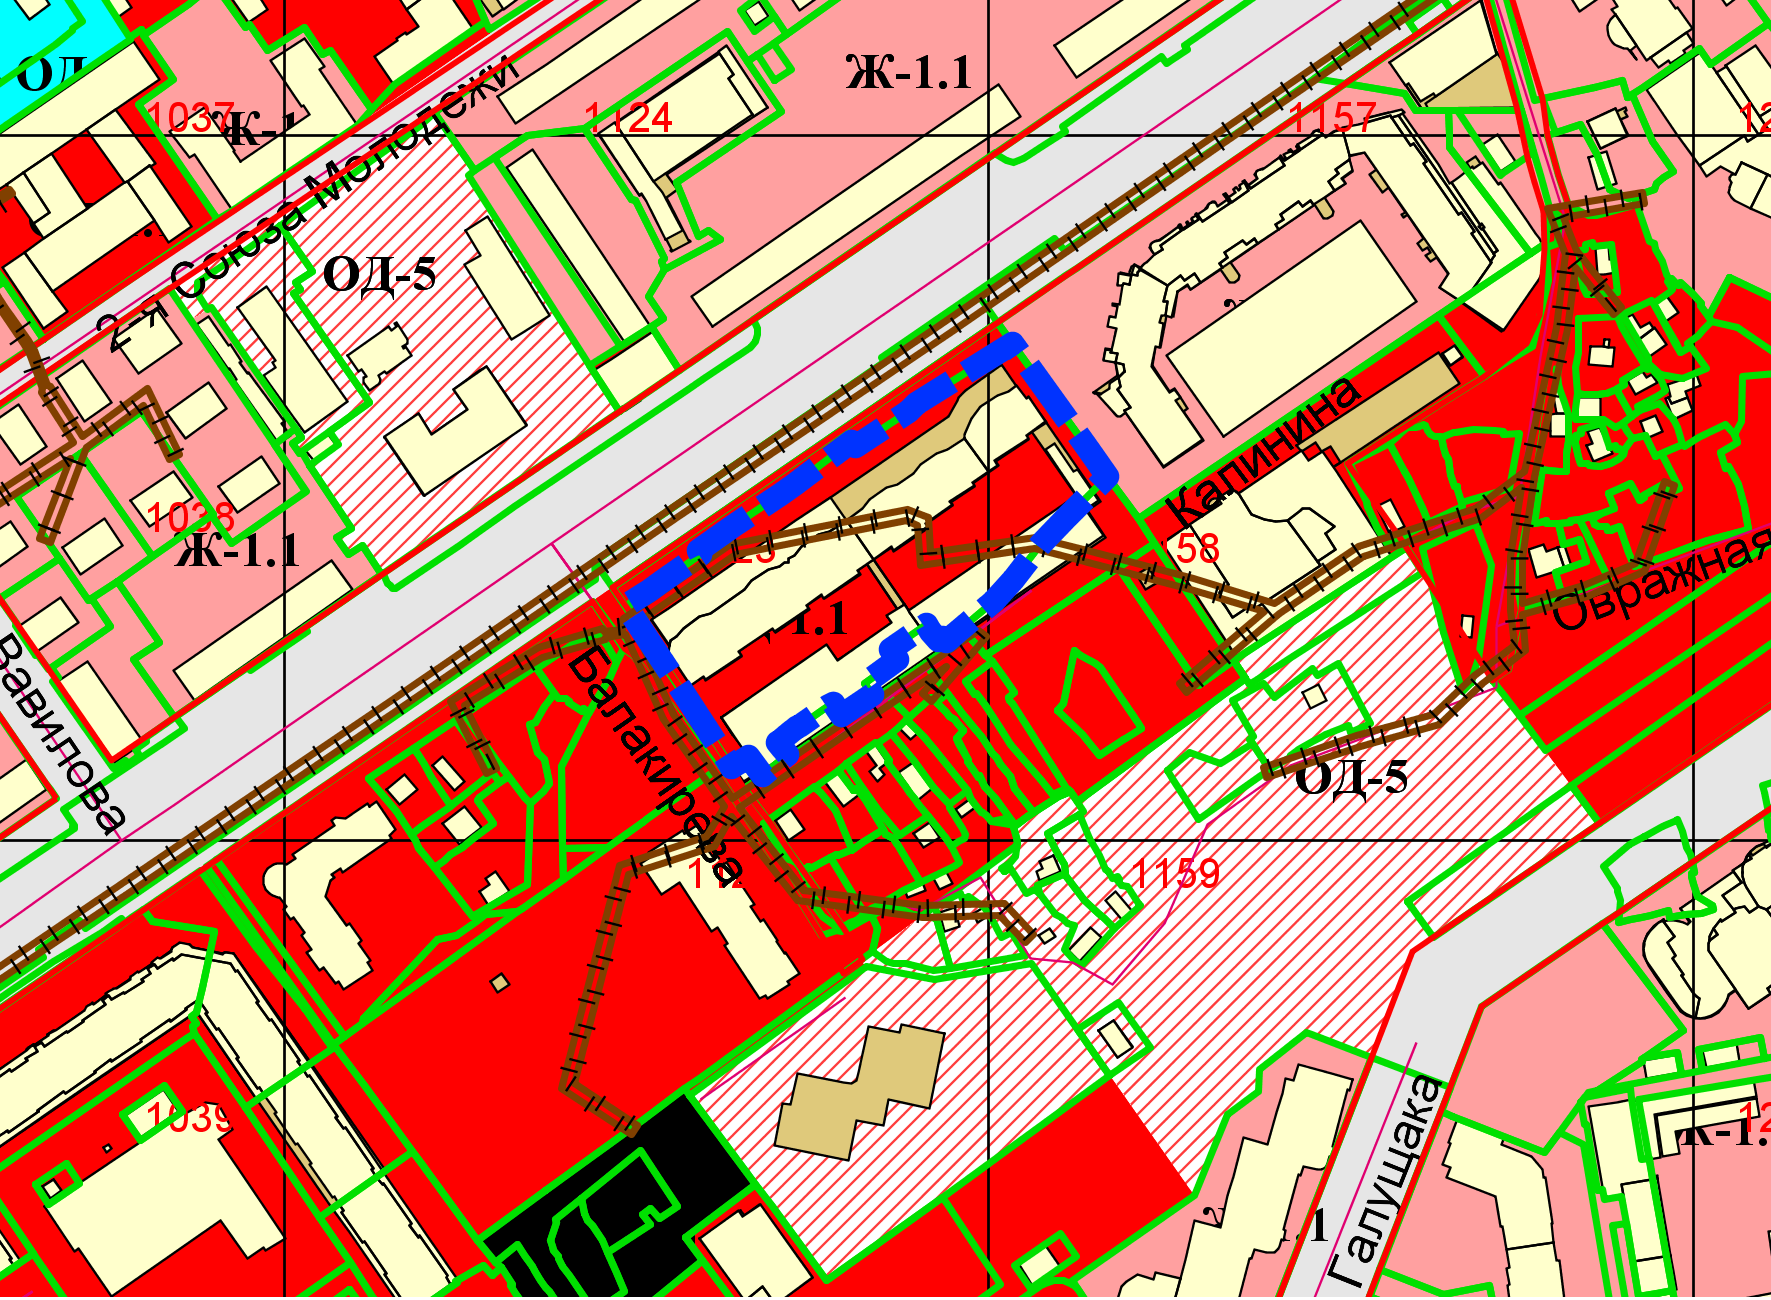 ОД
Ж-1.1
1037
Ж-1
1124
1157
2-я Союза Молодежи
ОД-5
Калинина
1038
Ж-1.1
58
Овражная
1.1
Балакирева
Вавилова
ОД-5
1159
1039
Галущака